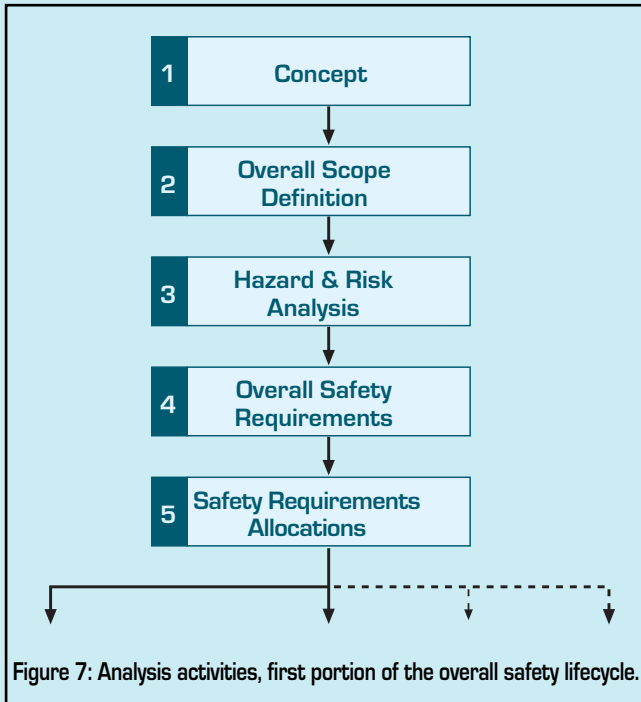 1
Concept
2
Overall Scope
Definition
3
Hazard & Risk
Analysis
4
Overall Safety
Requirements
5
Safety Requirements
Allocations
Figure 7: Analysis activities, first portion of the overall safety lifecycle.